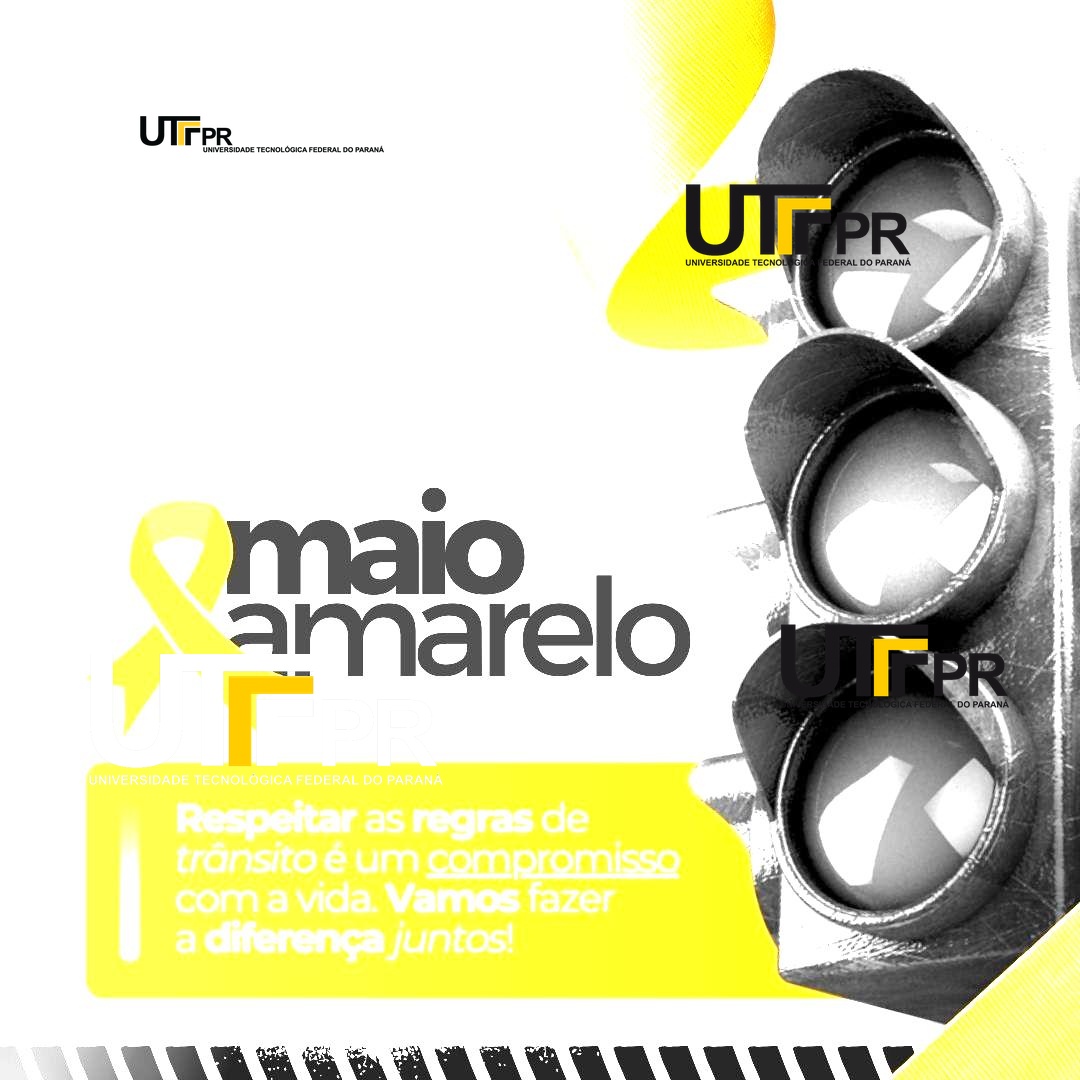 UTFPR
UNIVERSIDADE TECNOLÓGICA FEDERAL DO PARANÁ
UTFPR
UNIVERSIDADE TECNOLÓGICA FEDERAL DO PARANÁ
maio
amarelo
UTFPR
UNIVERSIDADE TECNOLÓGICA FEDERAL DO PARANÁ
UTFPR
UNIVERSIDADE TECNOLÓGICA FEDERAL DO PARANÁ
Respeitar as regras de
trânsito é um compromisso
com a vida. Vamos fazer
a diferença juntos!